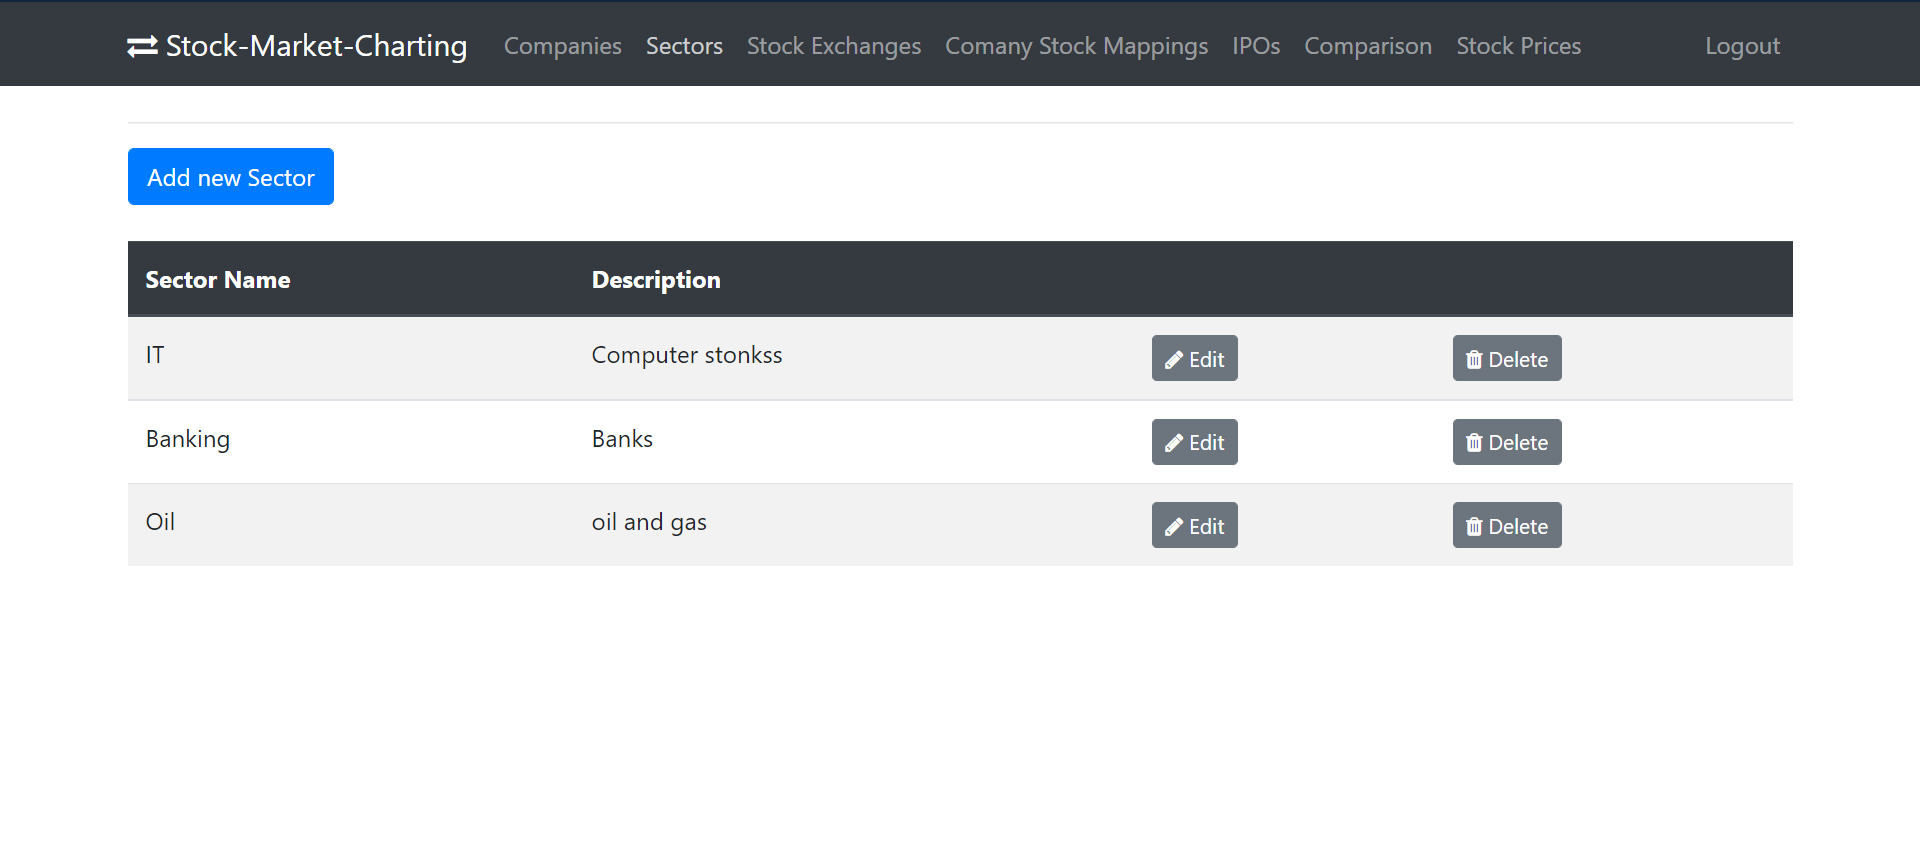 Stock-Market-Charting Companies Sectors Stock Exchanges Comany Stock Mappings IPOs Comparison Stock Prices Logout
Add new Sector
Sector Name Description
IT Computer stonkss Edit Delete
Banking Banks Edit Delete
Oil oil and gas Edit Delete